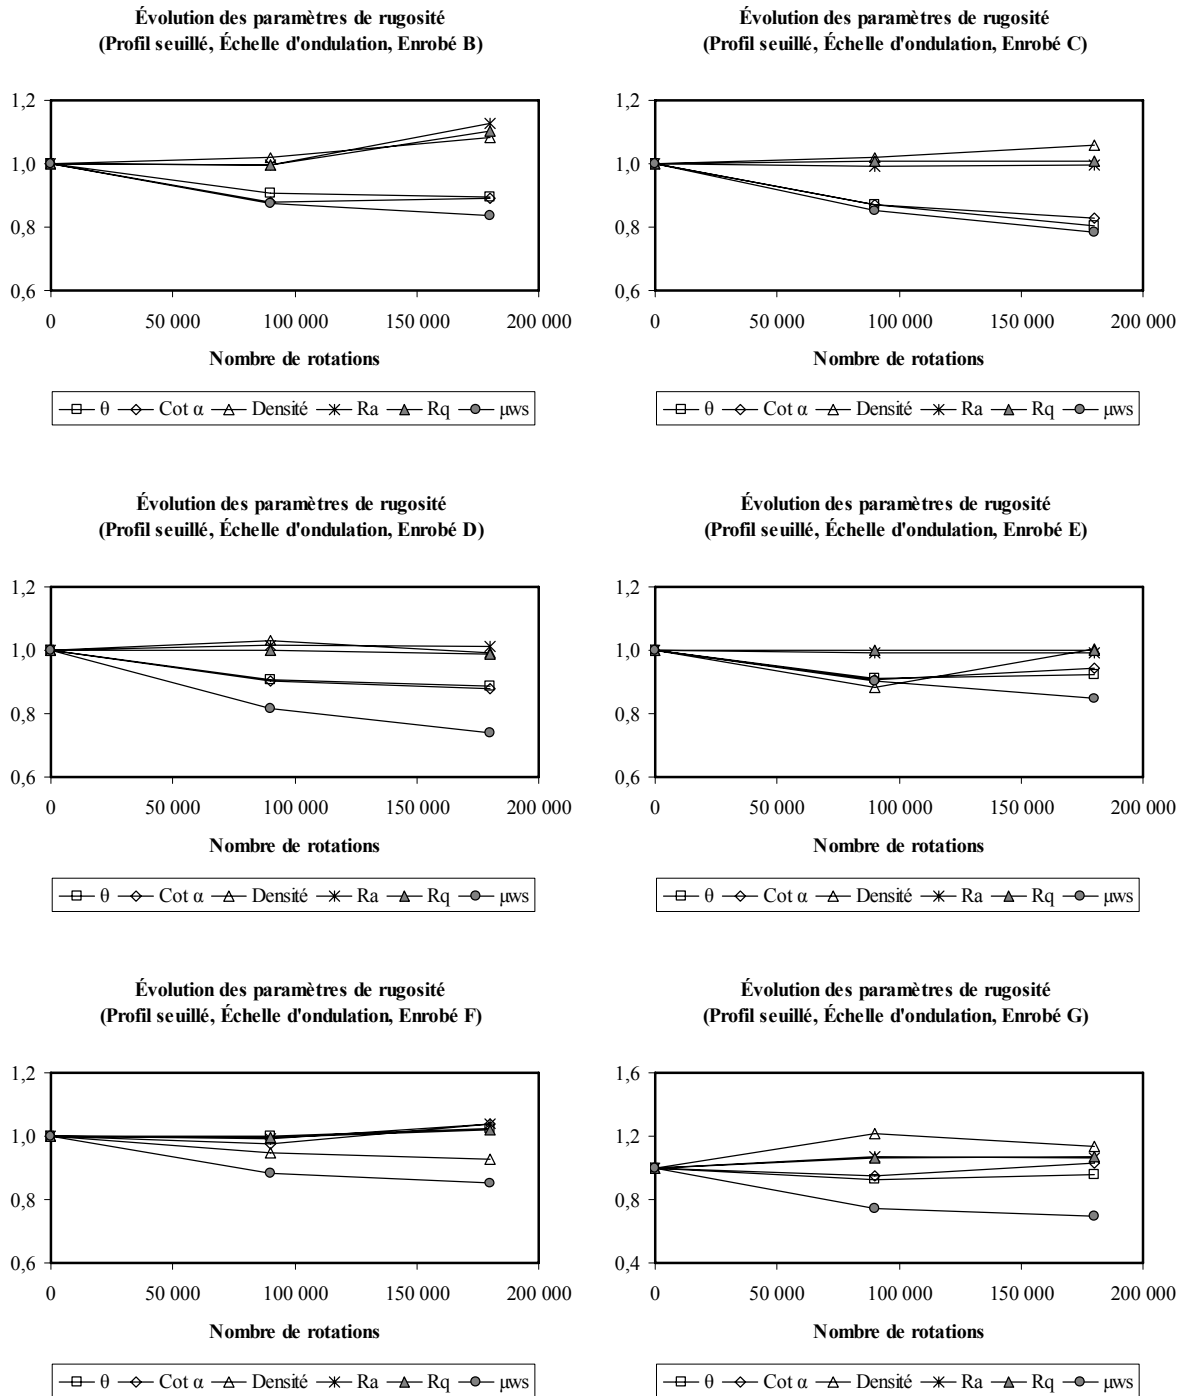 Évolution des paramètres de rugosité
(Profil seuillé, Échelle d'ondulation, Enrobé B)
1,2
1,0
0,8
0,6
0 50 000 100 000 150 000 200 000
Nombre de rotations
θ Cot α Densité Ra Rq μws
Évolution des paramètres de rugosité
(Profil seuillé, Échelle d'ondulation, Enrobé C)
1,2
1,0
0,8
0,6
0 50 000 100 000 150 000 200 000
Nombre de rotations
θ Cot α Densité Ra Rq μws
Évolution des paramètres de rugosité
(Profil seuillé, Échelle d'ondulation, Enrobé D)
1,2
1,0
0,8
0,6
0 50 000 100 000 150 000 200 000
Nombre de rotations
θ Cot α Densité Ra Rq μws
Évolution des paramètres de rugosité
(Profil seuillé, Échelle d'ondulation, Enrobé E)
1,2
1,0
0,8
0,6
0 50 000 100 000 150 000 200 000
Nombre de rotations
θ Cot α Densité Ra Rq μws
Évolution des paramètres de rugosité
(Profil seuillé, Échelle d'ondulation, Enrobé F)
1,2
1,0
0,8
0,6
0 50 000 100 000 150 000 200 000
Nombre de rotations
θ Cot α Densité Ra Rq μws
Évolution des paramètres de rugosité
(Profil seuillé, Échelle d'ondulation, Enrobé G)
1,6
1,2
0,8
0,4
0 50 000 100 000 150 000 200 000
Nombre de rotations
θ Cot α Densité Ra Rq μws